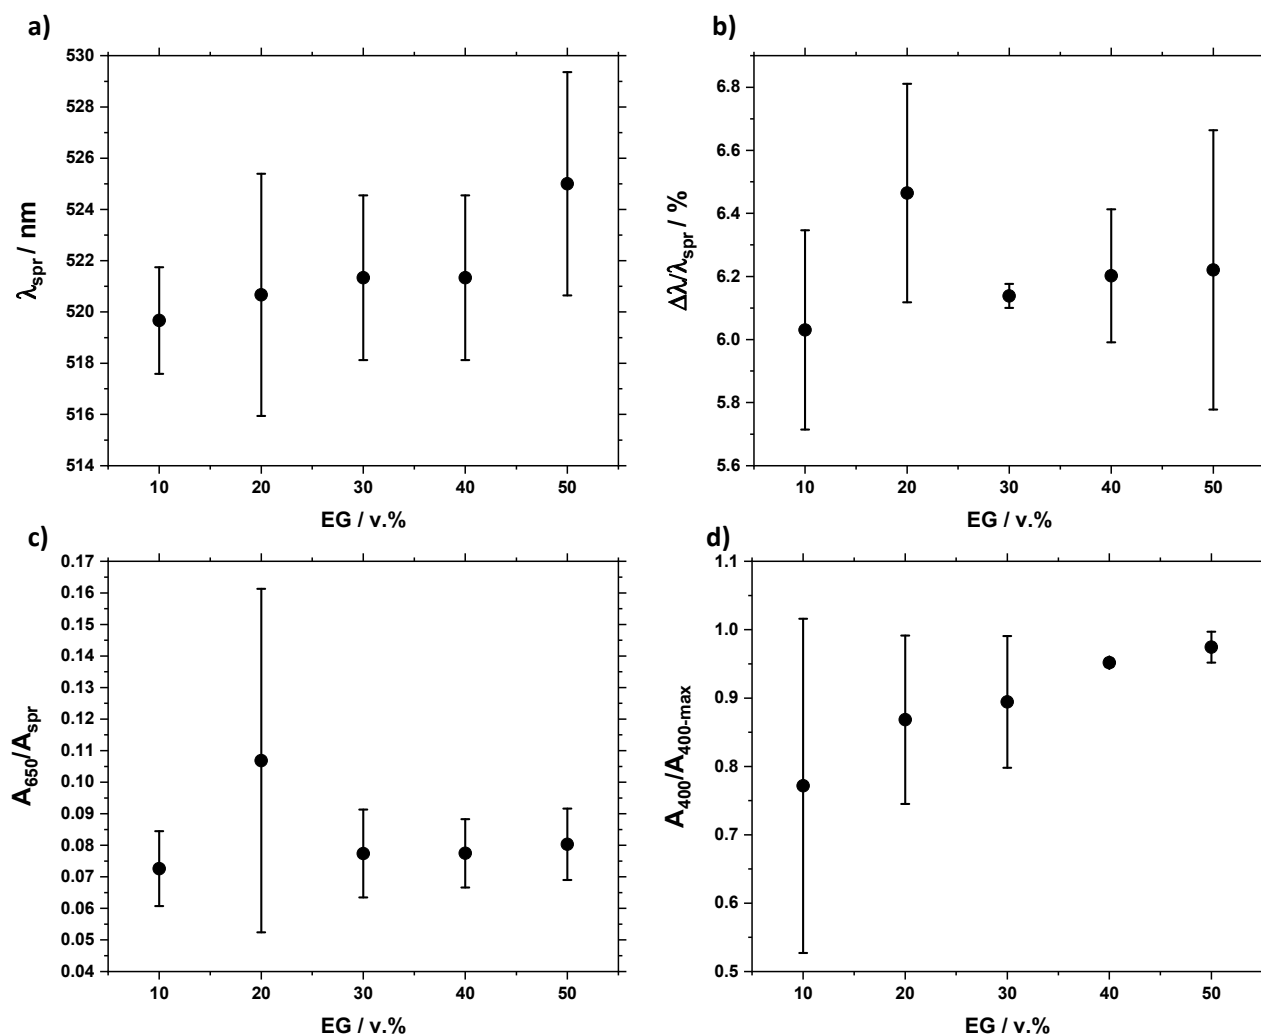 a)
530
528
526
524
522
520
518
516
514
λspr / nm
10 20 30 40 50
EG / v.%
b)
6.8
6.6
6.4
6.2
6.0
5.8
5.6
Δλ/λspr / %
10 20 30 40 50
EG / v.%
c)
0.17
0.16
0.15
0.14
0.13
0.12
0.11
0.10
0.09
0.08
0.07
0.06
0.05
0.04
A650/Aspr
10 20 30 40 50
EG / v.%
d)
1.1
1.0
0.9
0.8
0.7
0.6
0.5
A400/A400-max
10 20 30 40 50
EG / v.%